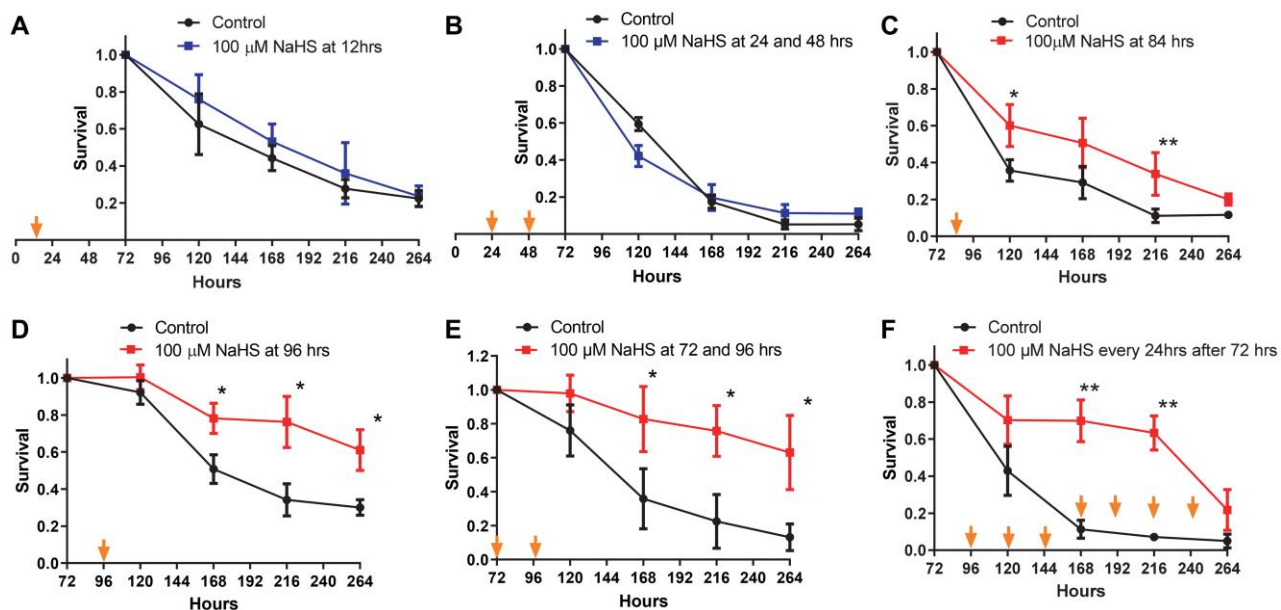 A
Control
100 μM NaHS at 12hrs
Survival
1.0
0.8
0.6
0.4
0.2
0 24 48 72 96 120 144 168 192 216 240 264
Hours
B
Control
100 μM NaHS at 24 and 48 hrs
Survival
1.0
0.8
0.6
0.4
0.2
0 24 48 72 96 120 144 168 192 216 240 264
Hours
C
Control
100μM NaHS at 84 hrs
Survival
1.0
0.8
0.6
0.4
0.2
0.0
*
**
72 96 120 144 168 192 216 240 264
Hours
D
Control
100 μM NaHS at 96 hrs
Survival
1.0
0.8
0.6
0.4
0.2
0.0
*
*
*
72 96 120 144 168 192 216 240 264
Hours
E
Control
100 μM NaHS at 72 and 96 hrs
Survival
1.2
1.0
0.8
0.6
0.4
0.2
0.0
*
*
*
72 96 120 144 168 192 216 240 264
Hours
F
Control
100 μM NaHS every 24hrs after 72 hrs
Survival
1.0
0.8
0.6
0.4
0.2
0.0
**
**
72 96 120 144 168 192 216 240 264
Hours